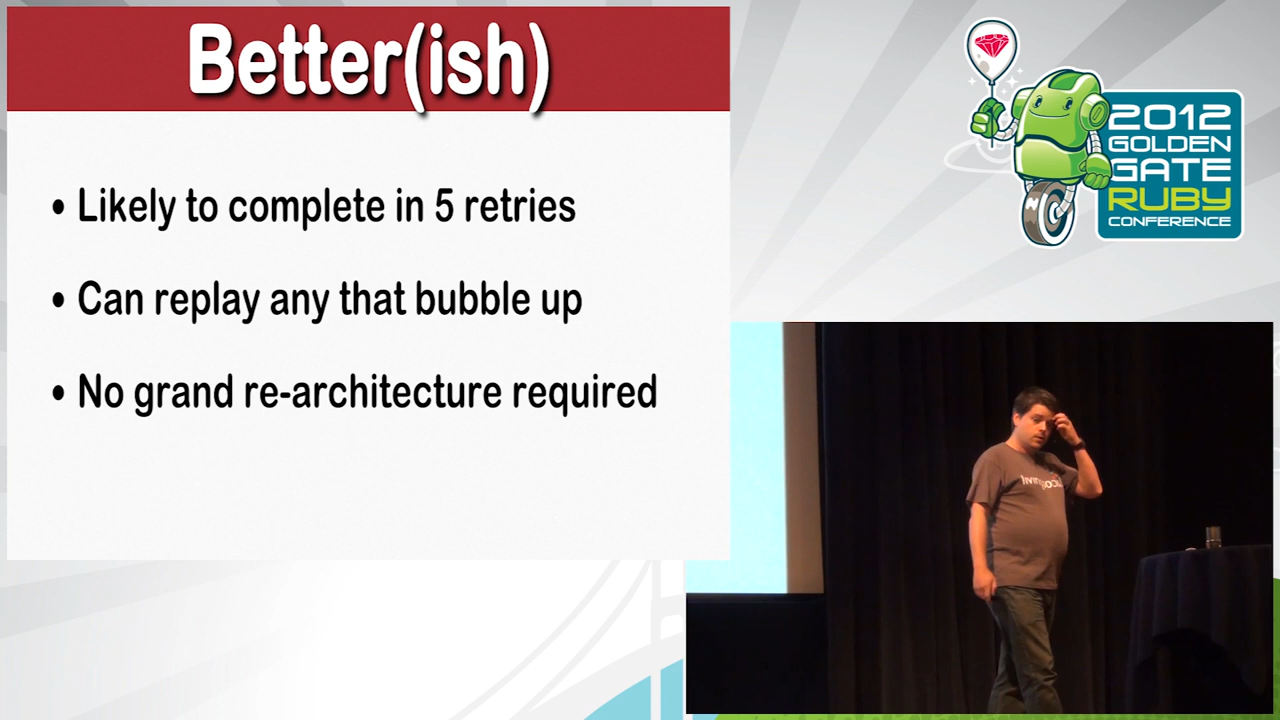 Better(ish)
• Likely to complete in 5 retries
• Can replay any that bubble up
• No grand re-architecture required
2012
GOLDEN
GATE
RUBY
CONFERENCE